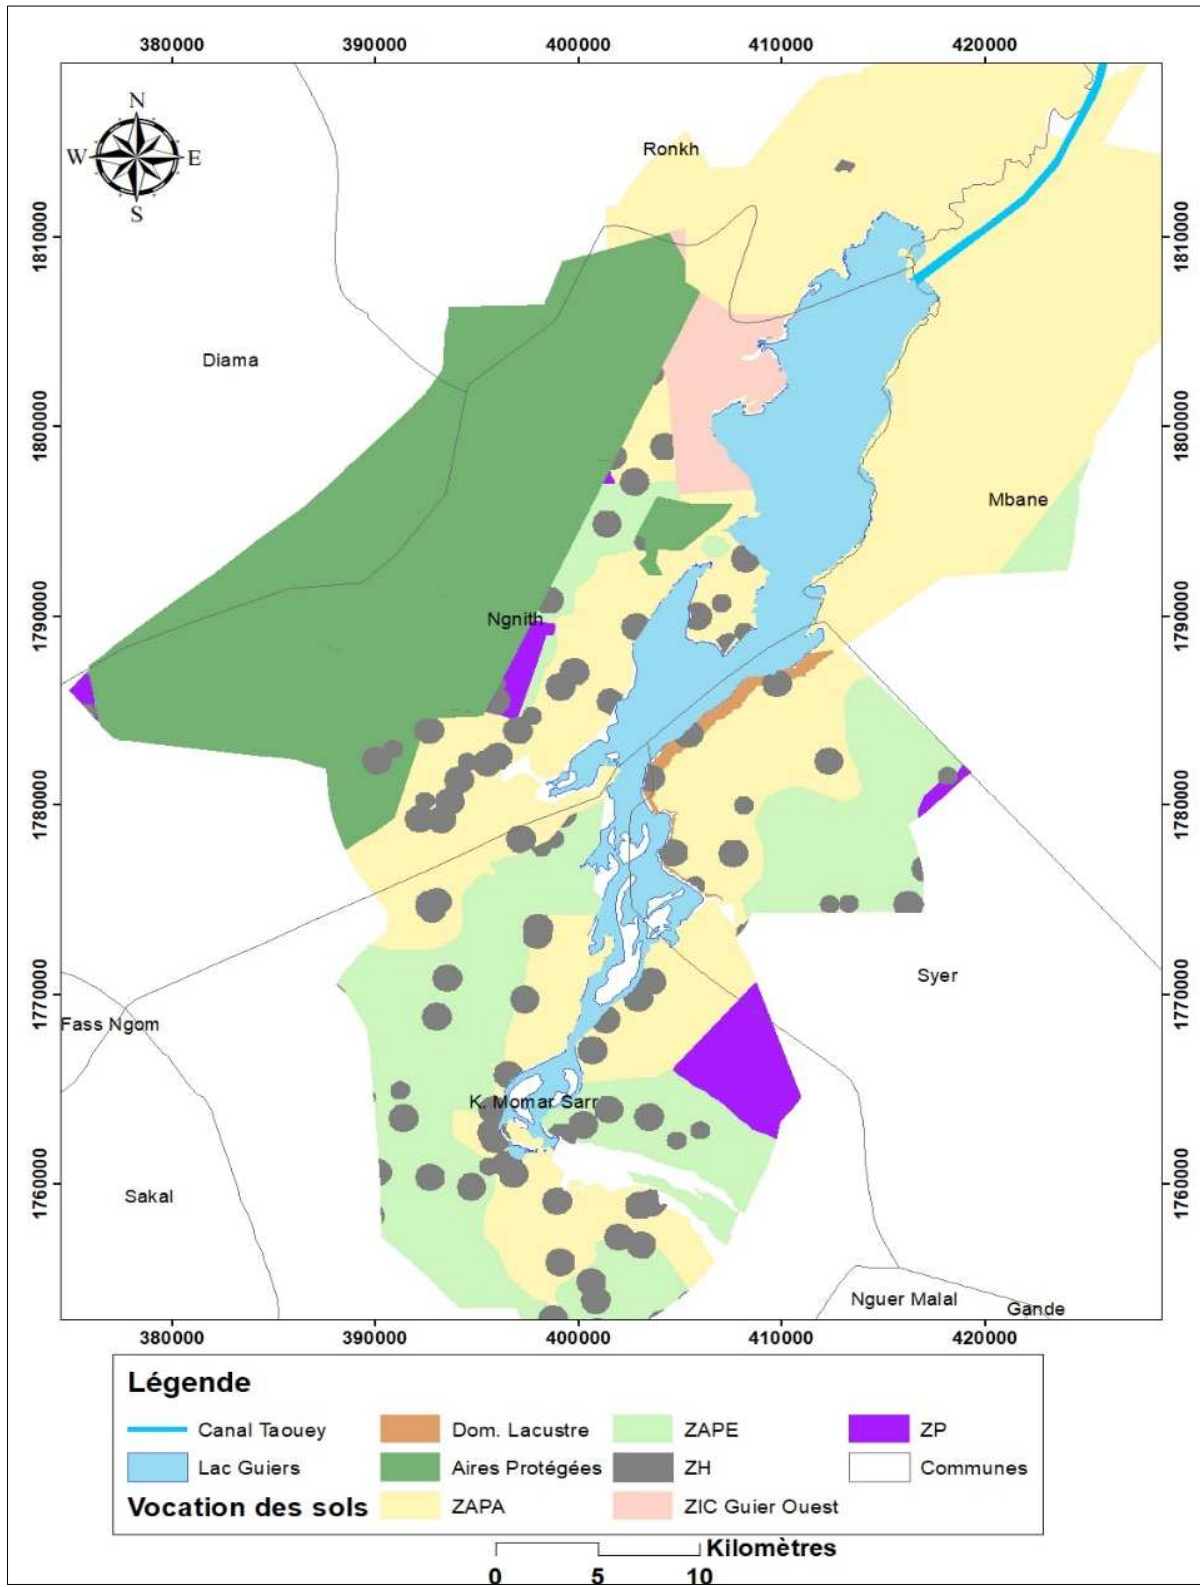 380000 390000 400000 410000 420000
N
W E
S
Ronkh
1810000 1810000
Diama
1800000 1800000
Mbane
1790000 Ngnith 1790000
1780000 1780000
Syer
1770000 1770000
Fass Ngom
K. Momar Sarr
Sakal
1760000 1760000
Nguer Malal
Gande
380000 390000 400000 410000 420000
Légende
Canal Taouey Dom. Lacustre ZAPE ZP
Lac Guiers Aires Protégées ZH Communes
Vocation des sols ZAPA ZIC Guier Ouest
Kilomètres
0 5 10